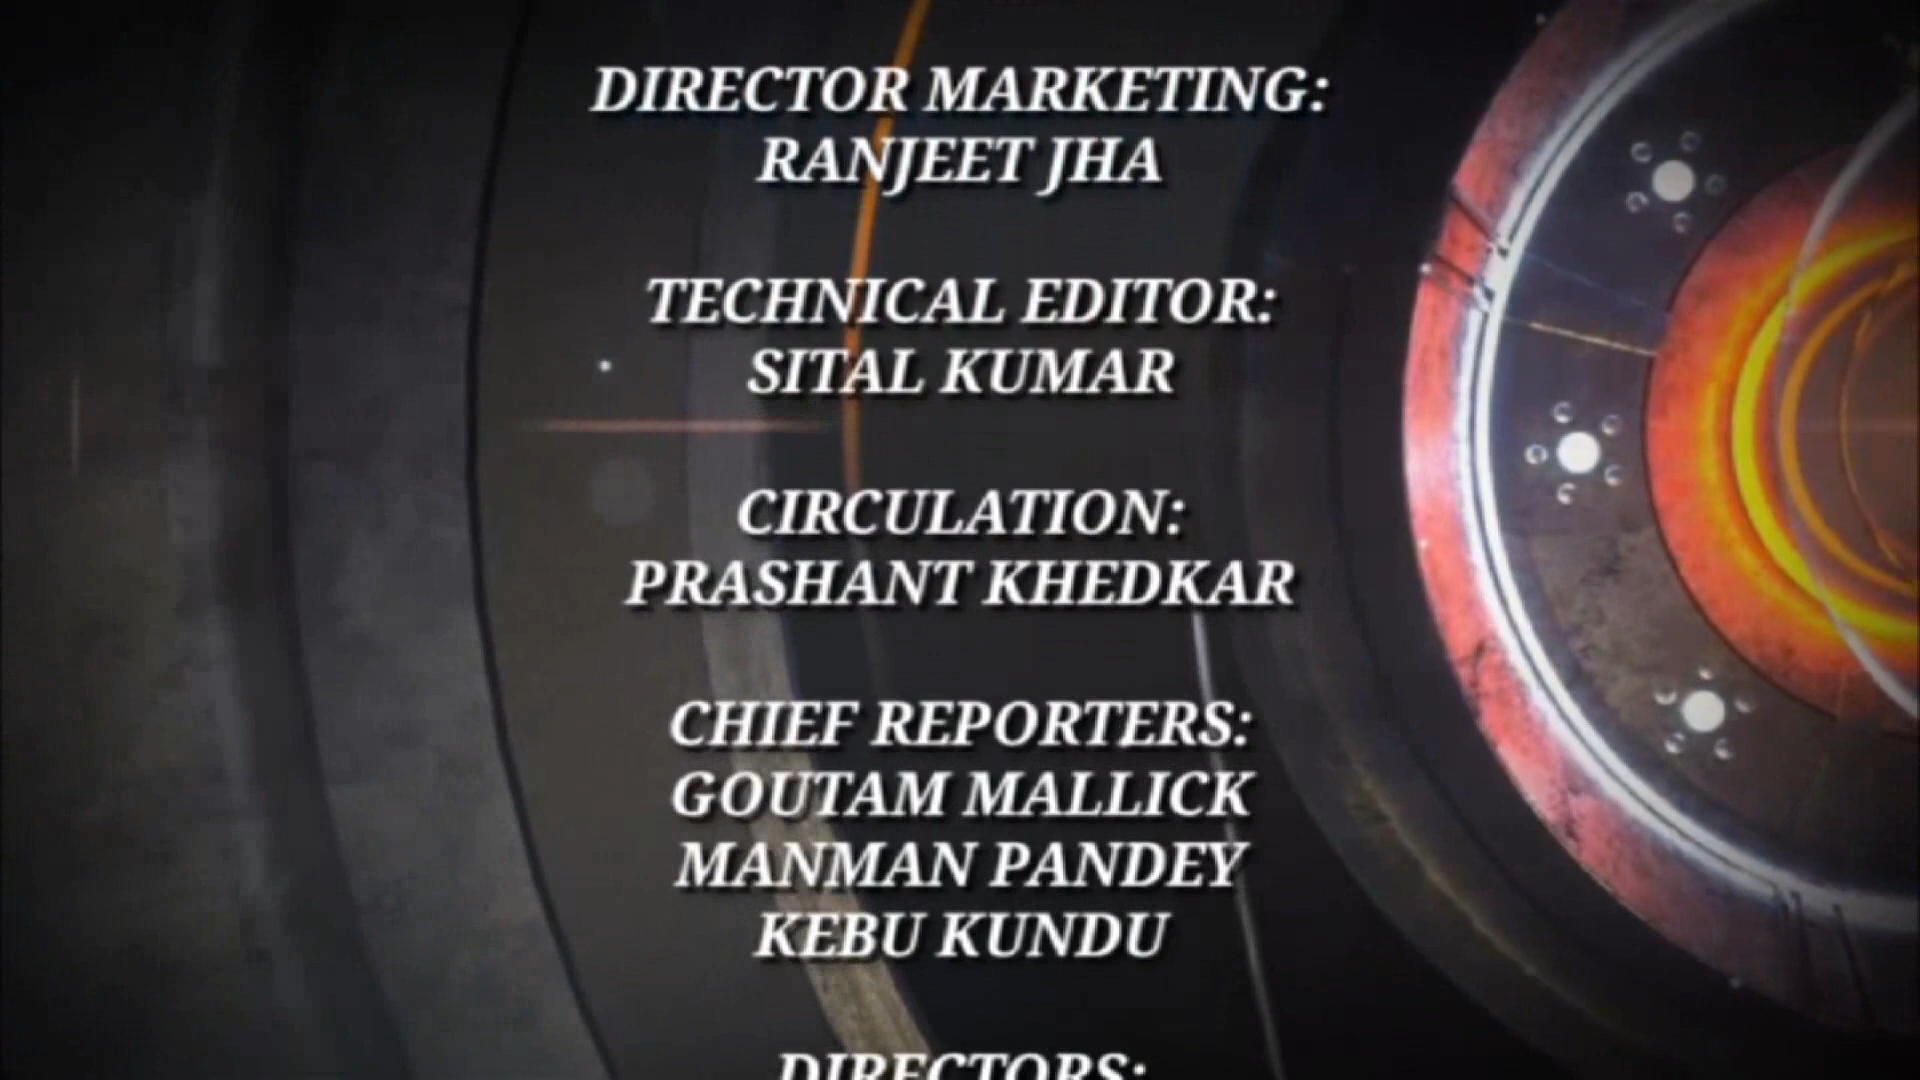 DIRECTOR MARKETING:
RANJEET JHA
TECHNICAL EDITOR:
SITAL KUMAR
CIRCULATION:
PRASHANT KHEDKAR
CHIEF REPORTERS:
GOUTAM MALLICK
MANMAN PANDEY
KEBU KUNDU
DIRECTORS: